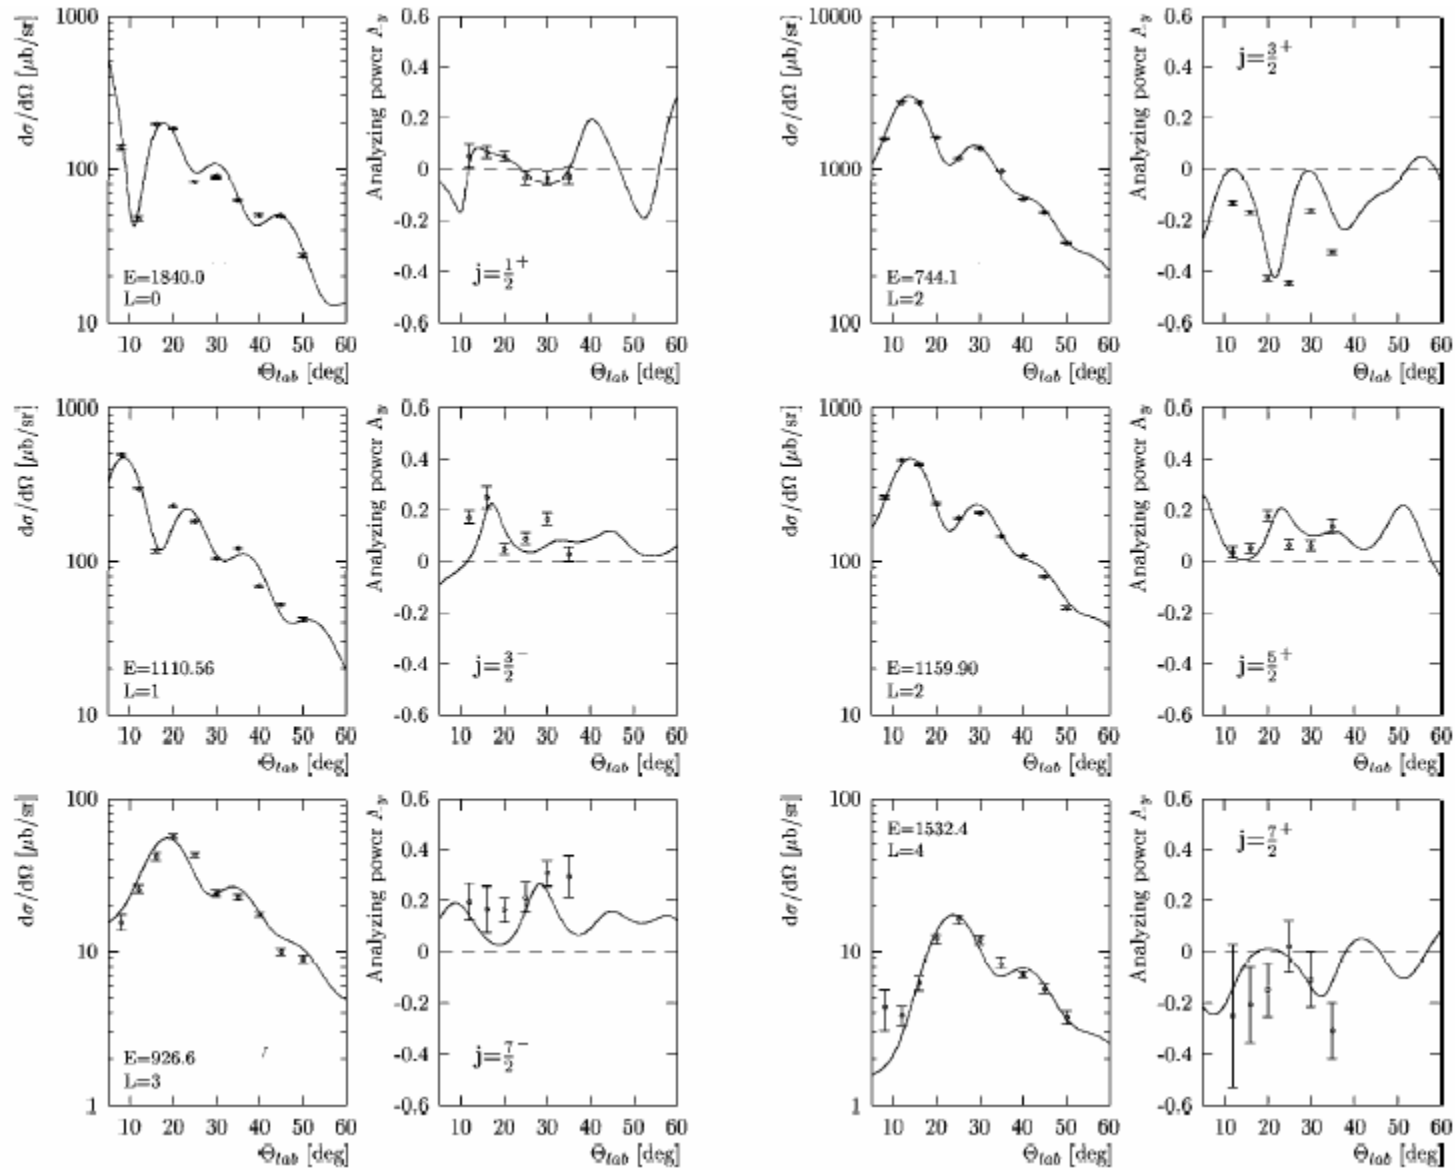 dσ/dΩ [μb/sr]
1000
100
10
E=1840.0
L=0
10 20 30 40 50 60
Θlab [deg]
Analyzing power Ay
0.6
0.4
0.2
0
-0.2
-0.4
-0.6
j=1/2+
10 20 30 40 50 60
Θlab [deg]
dσ/dΩ [μb/sr]
10000
1000
100
E=744.1
L=2
10 20 30 40 50 60
Θlab [deg]
Analyzing power Ay
0.6
0.4
0.2
0
-0.2
-0.4
-0.6
j=3/2+
10 20 30 40 50 60
Θlab [deg]
dσ/dΩ [μb/sr]
1000
100
10
E=1110.56
L=1
10 20 30 40 50 60
Θlab [deg]
Analyzing power Ay
0.6
0.4
0.2
0
-0.2
-0.4
-0.6
j=3/2-
10 20 30 40 50 60
Θlab [deg]
dσ/dΩ [μb/sr]
1000
100
10
E=1159.90
L=2
10 20 30 40 50 60
Θlab [deg]
Analyzing power Ay
0.6
0.4
0.2
0
-0.2
-0.4
-0.6
j=5/2+
10 20 30 40 50 60
Θlab [deg]
dσ/dΩ [μb/sr]
100
10
1
E=926.6
L=3
10 20 30 40 50 60
Θlab [deg]
Analyzing power Ay
0.6
0.4
0.2
0
-0.2
-0.4
-0.6
j=7/2-
10 20 30 40 50 60
Θlab [deg]
dσ/dΩ [μb/sr]
100
10
1
E=1532.4
L=4
10 20 30 40 50 60
Θlab [deg]
Analyzing power Ay
0.6
0.4
0.2
0
-0.2
-0.4
-0.6
j=7/2+
10 20 30 40 50 60
Θlab [deg]